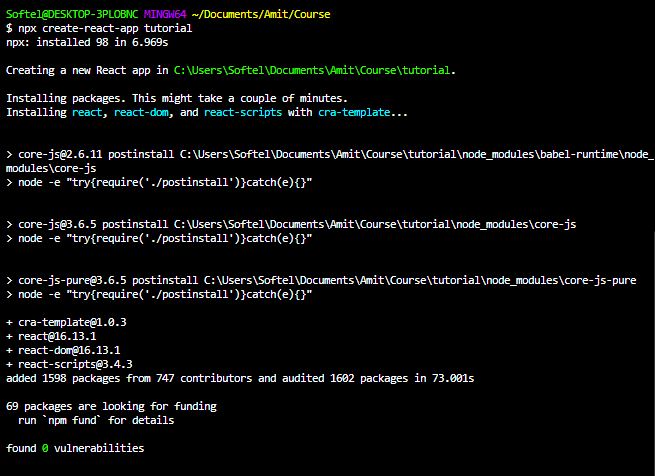 Softel@DESKTOP-3PLOBNC MINGW64 ~/Documents/Amit/Course
$ npx create-react-app tutorial
npx: installed 98 in 6.969s
Creating a new React app in C:\Users\Softel\Documents\Amit\Course\tutorial.
Installing packages. This might take a couple of minutes.
Installing react, react-dom, and react-scripts with cra-template...
> core-js@2.6.11 postinstall C:\Users\Softel\Documents\Amit\Course\tutorial\node_modules\babel-runtime\node_
modules\core-js
> node -e "try{require('./postinstall')}catch(e){}"
> core-js@3.6.5 postinstall C:\Users\Softel\Documents\Amit\Course\tutorial\node_modules\core-js
> node -e "try{require('./postinstall')}catch(e){}"
> core-js-pure@3.6.5 postinstall C:\Users\Softel\Documents\Amit\Course\tutorial\node_modules\core-js-pure
> node -e "try{require('./postinstall')}catch(e){}"
+ cra-template@1.0.3
+ react@16.13.1
+ react-dom@16.13.1
+ react-scripts@3.4.3
added 1598 packages from 747 contributors and audited 1602 packages in 73.001s
69 packages are looking for funding
run `npm fund` for details
found 0 vulnerabilities